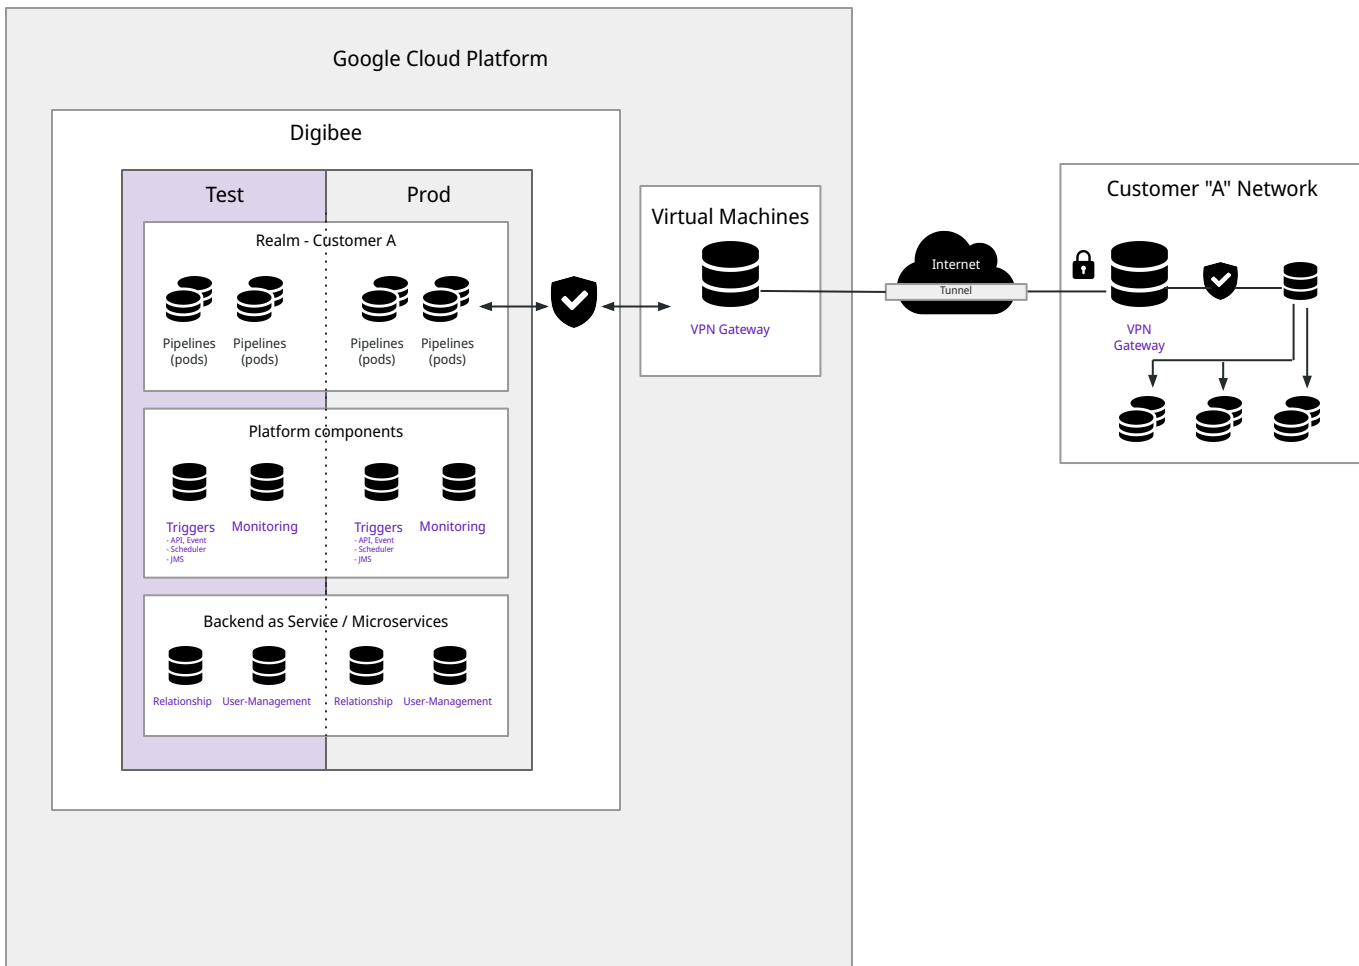 Google Cloud Platform
Digibee
Test
Prod
Realm - Customer A
Pipelines
(pods)
Pipelines
(pods)
Pipelines
(pods)
Pipelines
(pods)
Platform components
Triggers
- API, Event
- Scheduler
- JMS
Monitoring
Triggers
- API, Event
- Scheduler
- JMS
Monitoring
Backend as Service / Microservices
Relationship
User-Management
Relationship
User-Management
Virtual Machines
VPN Gateway
Internet
Tunnel
Customer "A" Network
VPN
Gateway